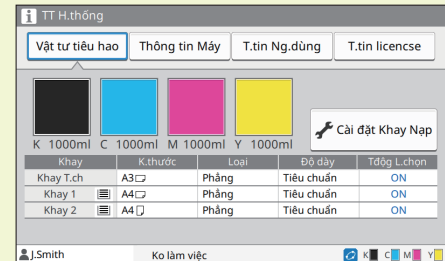 TT H.thống
Vật tư tiêu hao Thông tin Máy T.tin Ng.dùng T.tin licencse
K 1000ml C 1000ml M 1000ml Y 1000ml
Cài đặt Khay Nạp
Khay K.thước Loại Độ dày Tđộg L.chọn
Khay T.ch A3 Phẳng Tiêu chuẩn ON
Khay 1 A4 Phẳng Tiêu chuẩn ON
Khay 2 A4 Phẳng Tiêu chuẩn ON
J.Smith Ko làm việc K C M Y